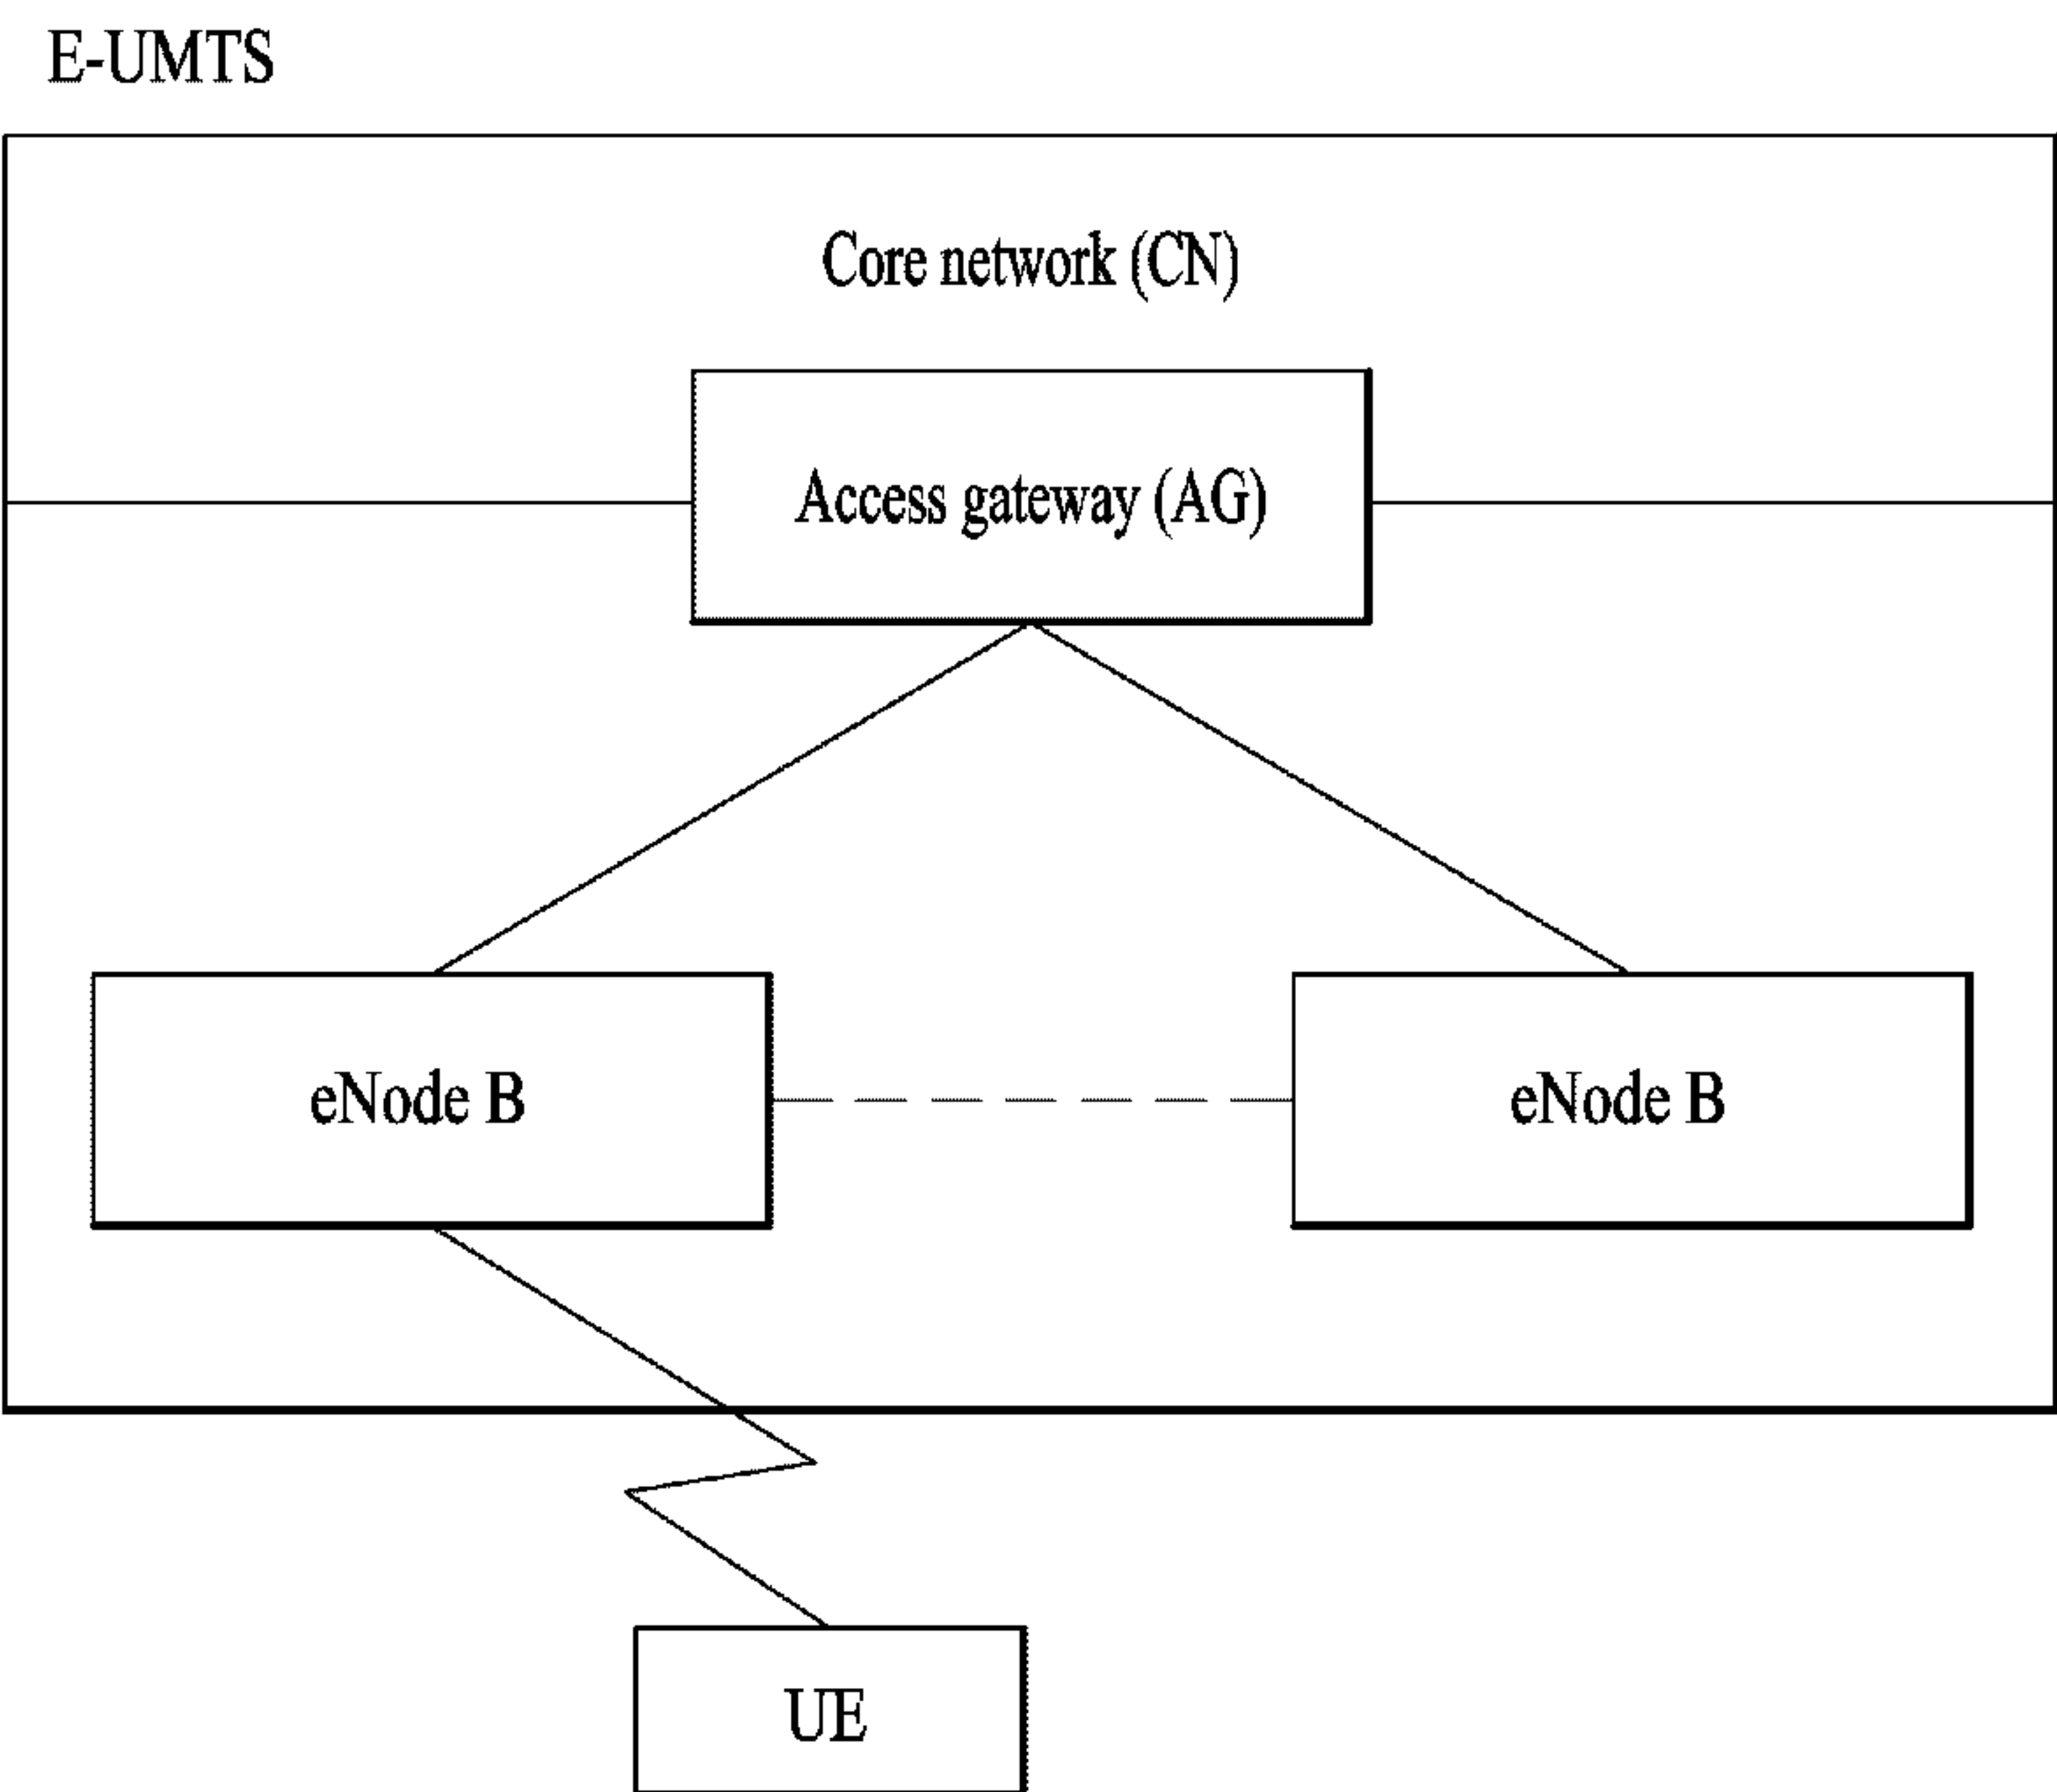 E-UMTS
Core network (CN)
Access gateway (AG)
eNode B
eNode B
UE